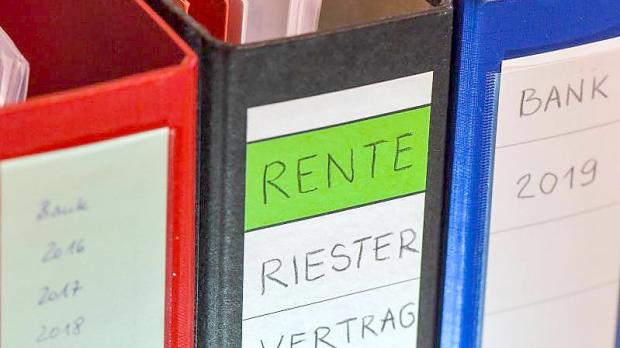 Bank
2016
2017
2018
RENTE
RIESTER
VERTRAG
BANK
2019